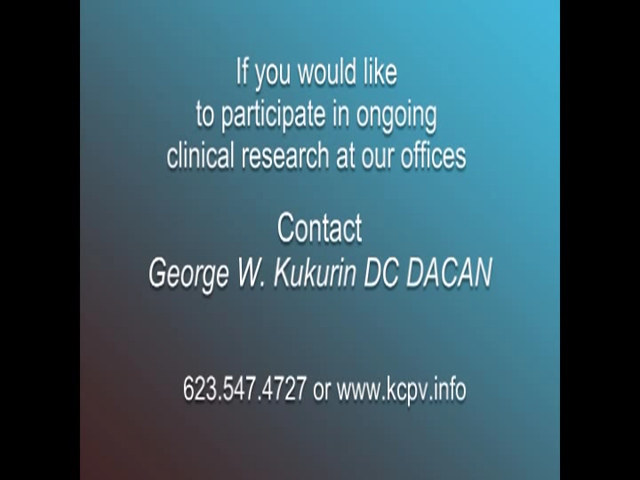 If you would like
to participate in ongoing
clinical research at our offices
Contact
George W. Kukurin DC DACAN
623.547.4727 or www.kcpv.info